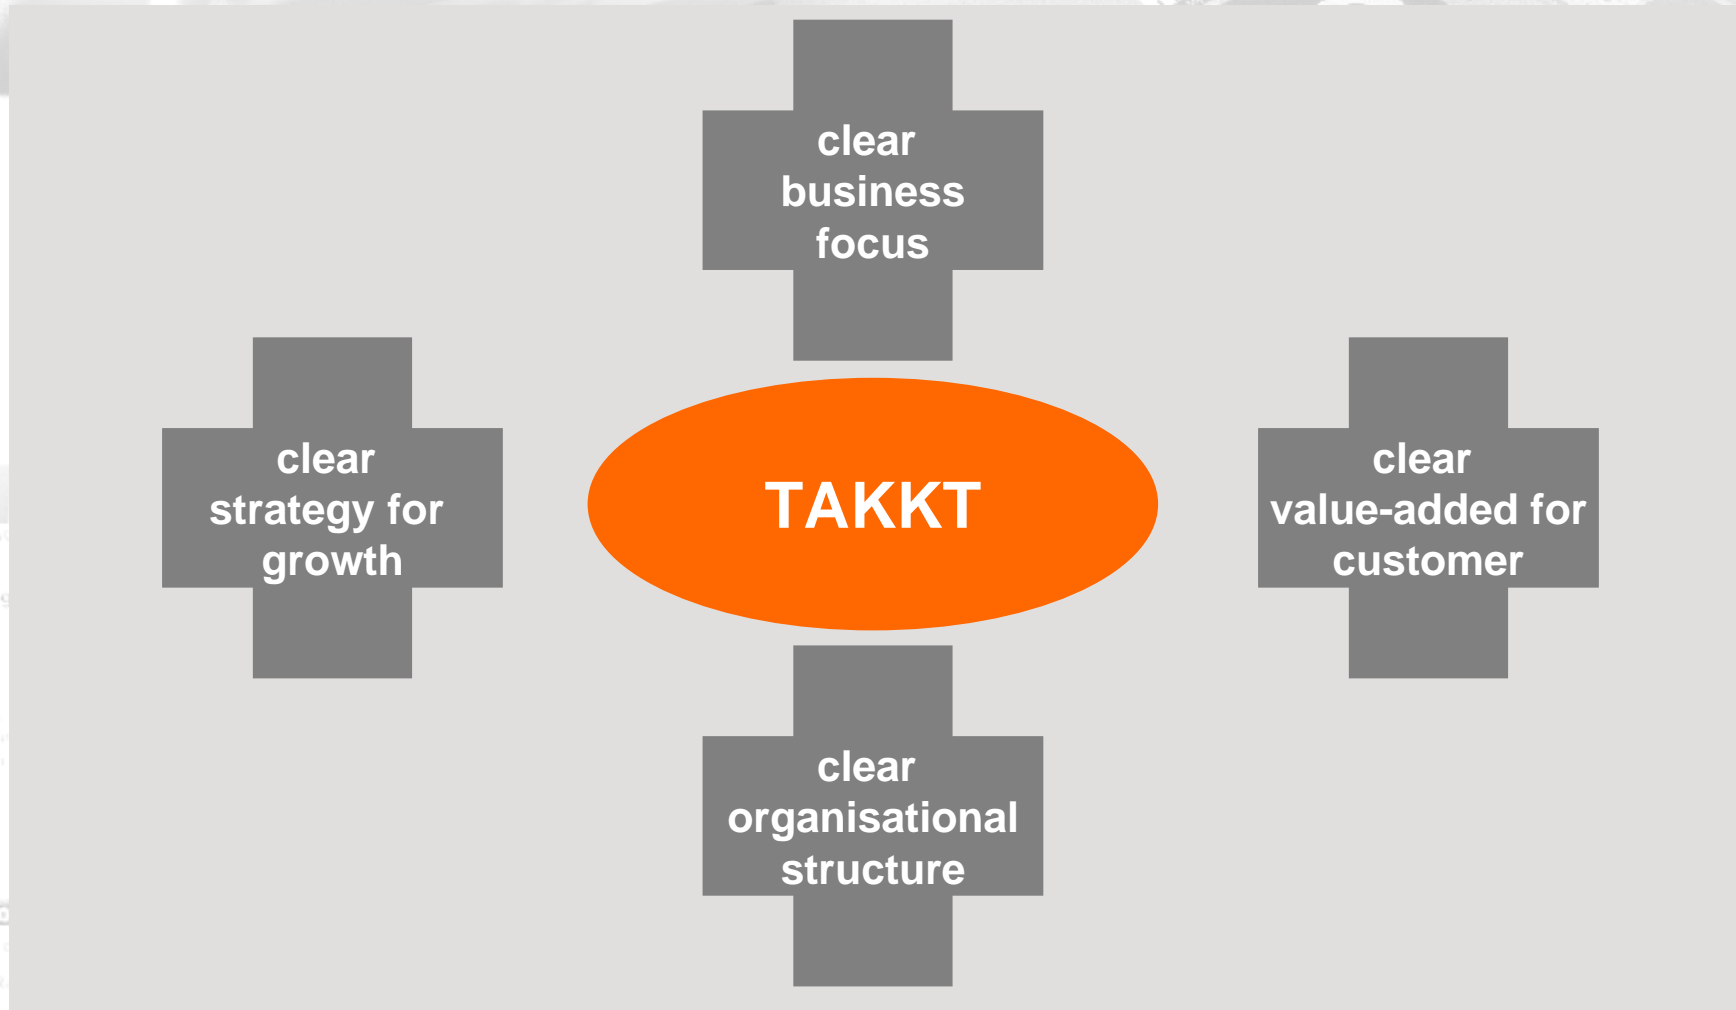 clear
business
focus
clear
strategy for
growth
TAKKT
clear
value-added for
customer
clear
organisational
structure